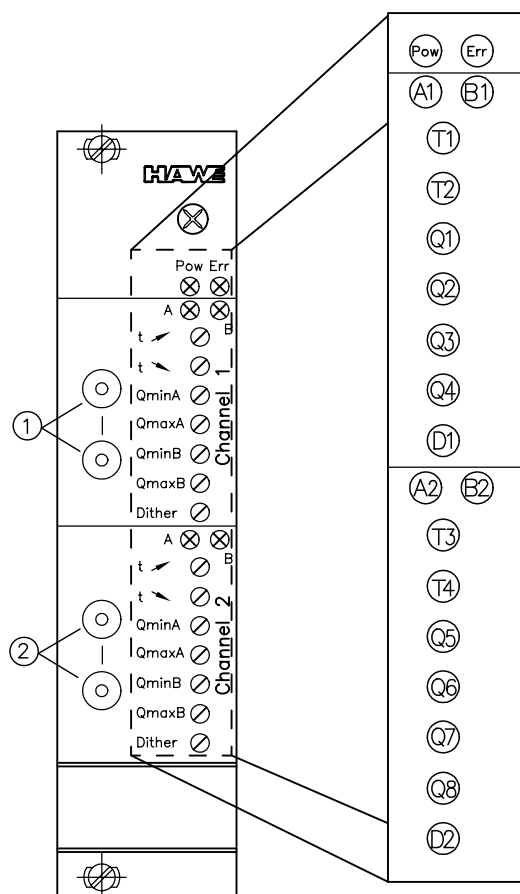 HAWE
Pow Err
A B
t
t
QminA
QmaxA
QminB
QmaxB
Dither
Channel 1
A B
t
t
QminA
QmaxA
QminB
QmaxB
Dither
Channel 2
1
2
Pow Err
A1 B1
T1
T2
Q1
Q2
Q3
Q4
D1
A2 B2
T3
T4
Q5
Q6
Q7
Q8
D2